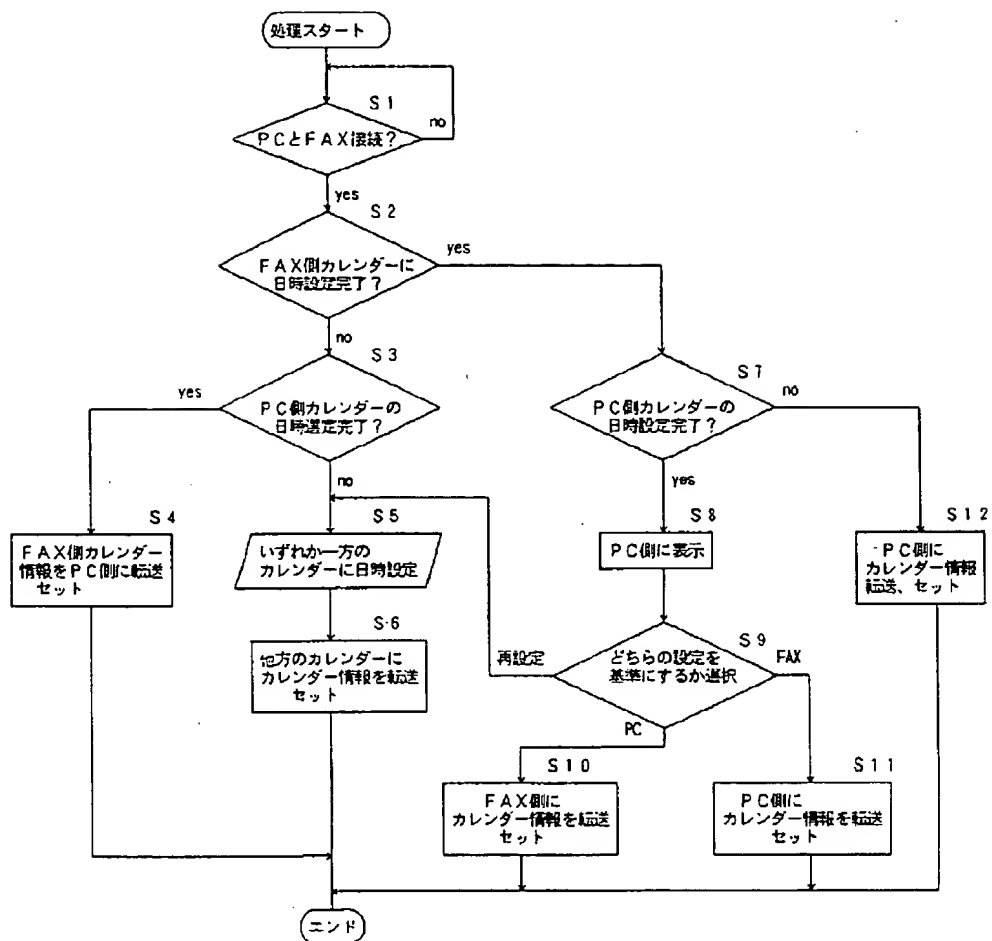 処理スタート
S1
no
PCとFAX接続?
yes
S2
yes
FAX側カレンダーに
日時設定完了?
no
S3
yes
PC側カレンダーの
日時選定完了?
no
S7
no
PC側カレンダーの
日時設定完了?
yes
S4
FAX側カレンダー
情報をPC側に転送
セット
S5
いずれか一方の
カレンダーに日時設定
S6
他方のカレンダーに
カレンダー情報を転送
セット
S8
PC側に表示
S12
PC側に
カレンダー情報
転送、セット
S9
再設定
どちらの設定を
基準にするか選択
FAX
PC
S10
FAX側に
カレンダー情報を転送
セット
S11
PC側に
カレンダー情報を転送
セット
エンド